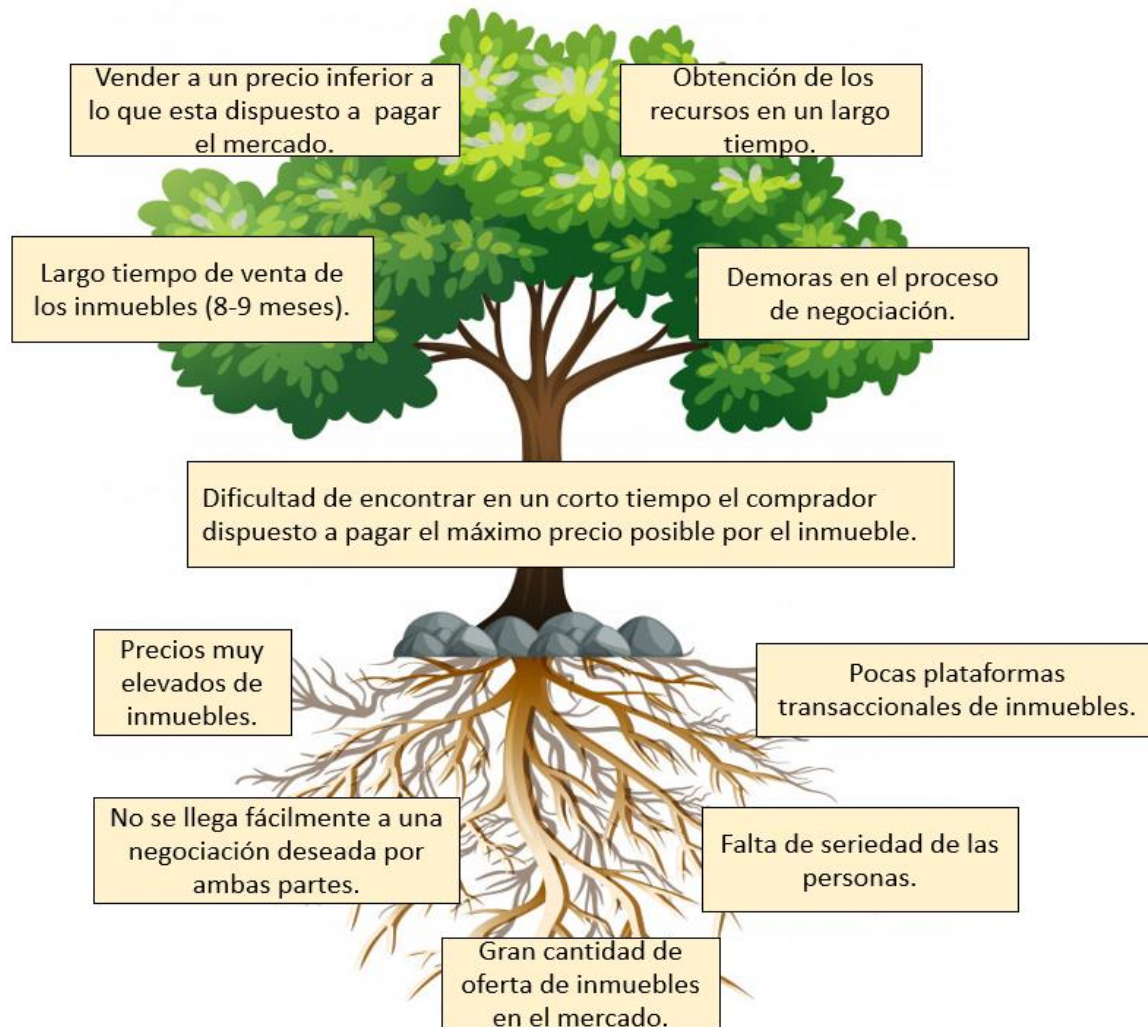 Vender a un precio inferior a
lo que esta dispuesto a pagar
el mercado.
Obtención de los
recursos en un largo
tiempo.
Largo tiempo de venta de
los inmuebles (8-9 meses).
Demoras en el proceso
de negociación.
Dificultad de encontrar en un corto tiempo el comprador
dispuesto a pagar el máximo precio posible por el inmueble.
Precios muy
elevados de
inmuebles.
Pocas plataformas
transaccionales de inmuebles.
No se llega fácilmente a una
negociación deseada por
ambas partes.
Falta de seriedad de las
personas.
Gran cantidad de
oferta de inmuebles
en el mercado.